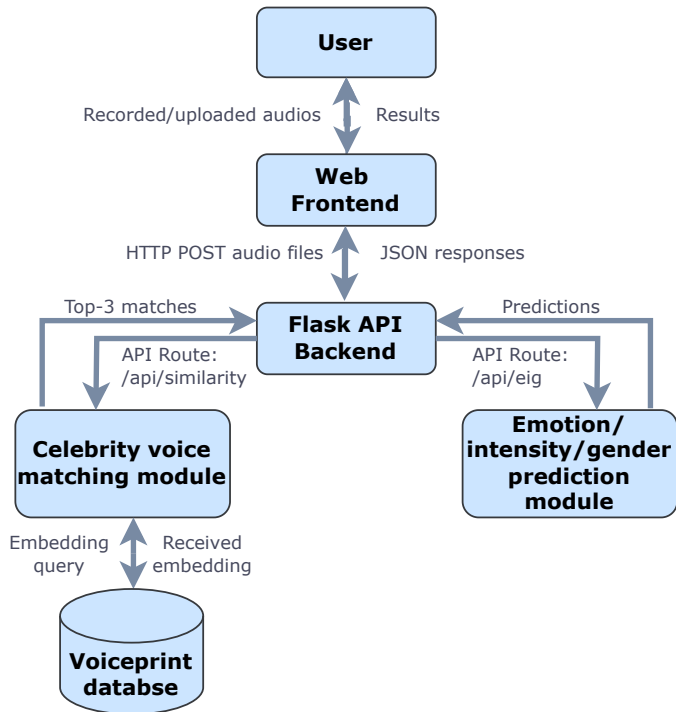 User
Recorded/uploaded audios
Results
Web
Frontend
HTTP POST audio files
JSON responses
Top-3 matches
Flask API
Backend
Predictions
API Route:
/api/similarity
API Route:
/api/eig
Celebrity voice
matching module
Emotion/
intensity/gender
prediction
module
Embedding
query
Received
embedding
Voiceprint
databse